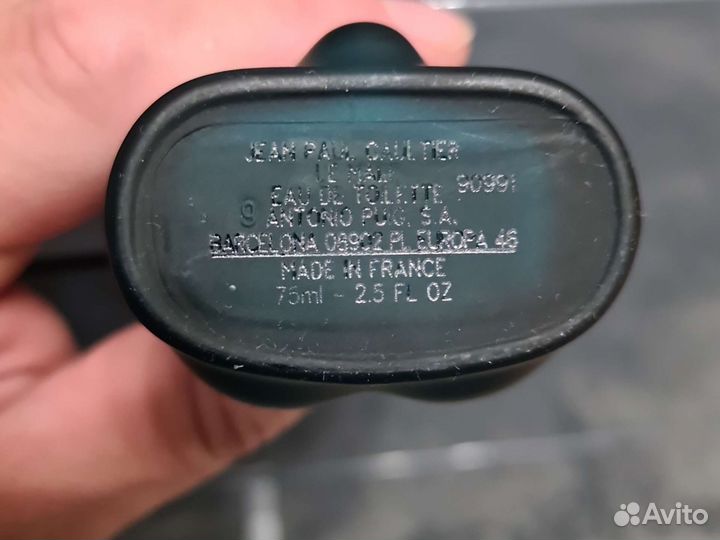 JEAN PAUL GAULTIER
LE MALE
EAU DE TOILETTE 90991
9 ANTONIO PUIG. S.A.
BARCELONA 08902 PL. EUROPA 46
MADE IN FRANCE
75ml - 2.5 FL OZ
Avito